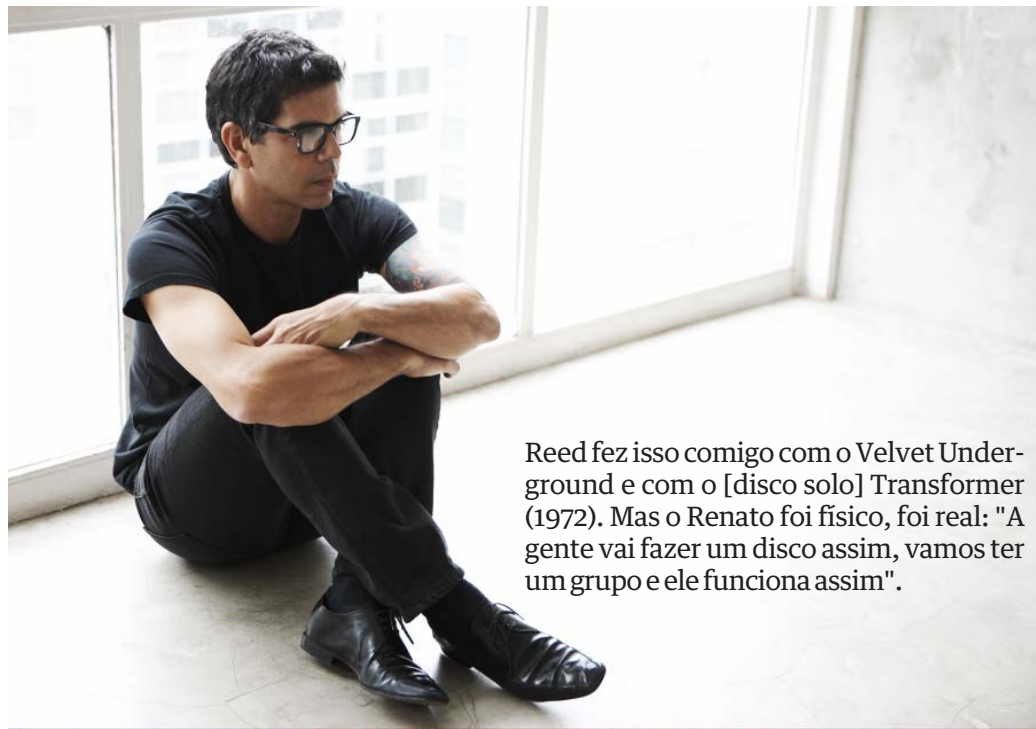 Reed fez isso comigo com o Velvet Under-
ground e com o [disco solo] Transformer
(1972). Mas o Renato foi físico, foi real: "A
gente vai fazer um disco assim, vamos ter
um grupo e ele funciona assim".